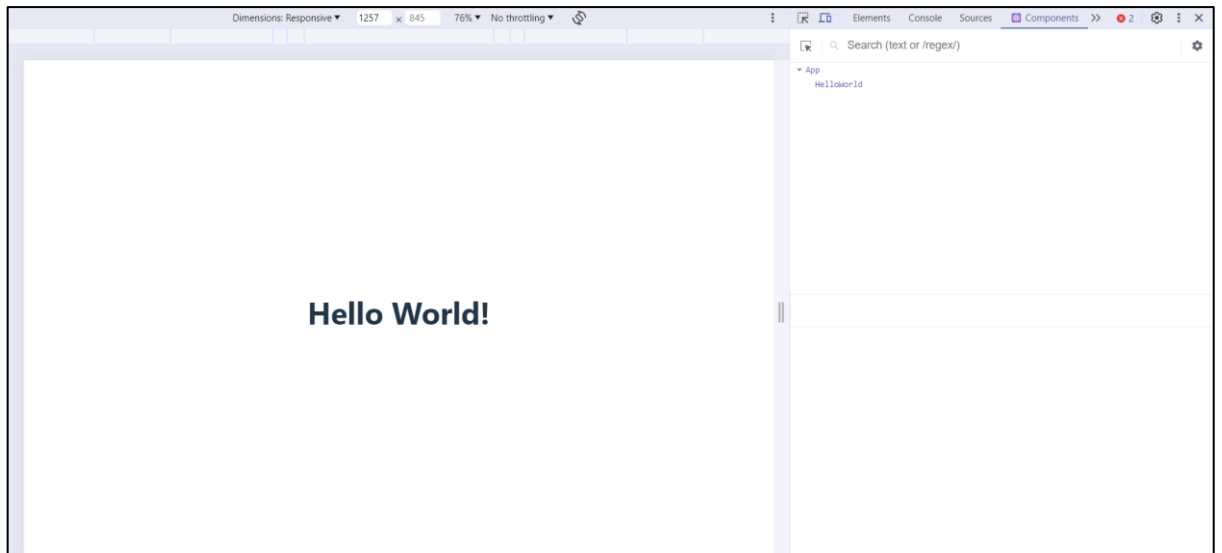 Dimensions: Responsive ▼ 1257 x 845 76% ▼ No throttling ▼
Elements Console Sources Components >> 2
Search (text or /regex/)
App
HelloWorld
Hello World!